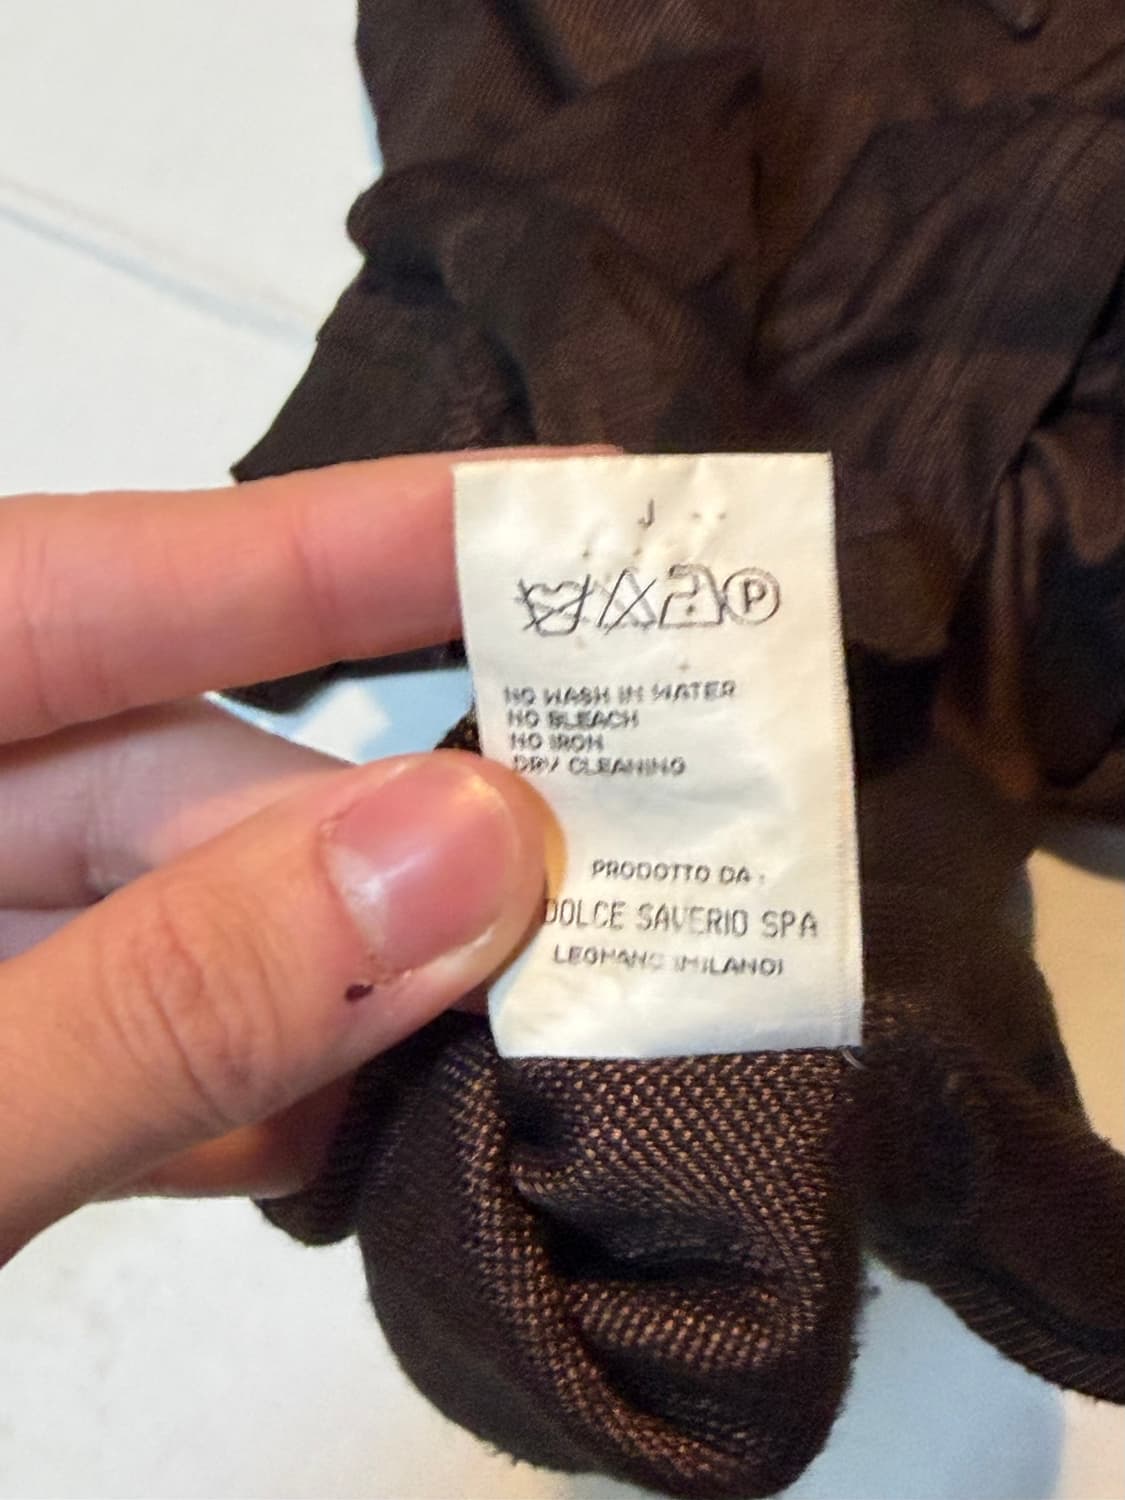 J
P
NO WASH IN WATER
NO BLEACH
NO IRON
DRY CLEANING
PRODOTTO DA:
DOLCE SAVERIO SPA
LEGNANO (MILANO)